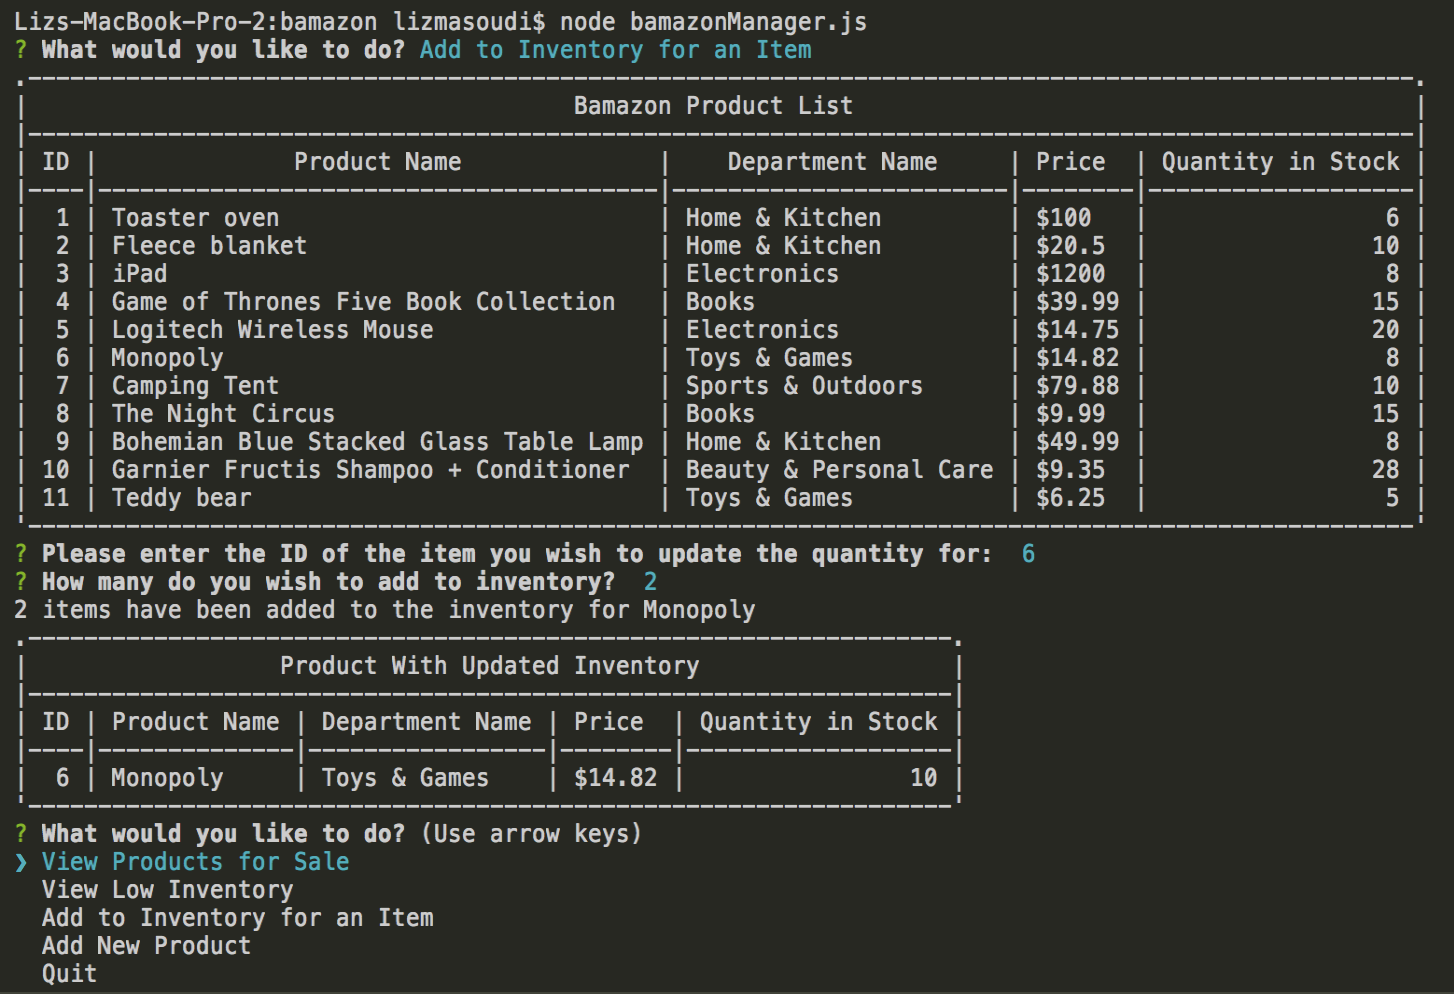 Lizs-MacBook-Pro-2:bamazon lizmasoudi$ node bamazonManager.js
? What would you like to do? Add to Inventory for an Item
Bamazon Product List
| ID | Product Name | Department Name | Price | Quantity in Stock |
| 1 | Toaster oven | Home & Kitchen | $100 | 6 |
| 2 | Fleece blanket | Home & Kitchen | $20.5 | 10 |
| 3 | iPad | Electronics | $1200 | 8 |
| 4 | Game of Thrones Five Book Collection | Books | $39.99 | 15 |
| 5 | Logitech Wireless Mouse | Electronics | $14.75 | 20 |
| 6 | Monopoly | Toys & Games | $14.82 | 8 |
| 7 | Camping Tent | Sports & Outdoors | $79.88 | 10 |
| 8 | The Night Circus | Books | $9.99 | 15 |
| 9 | Bohemian Blue Stacked Glass Table Lamp | Home & Kitchen | $49.99 | 8 |
| 10 | Garnier Fructis Shampoo + Conditioner | Beauty & Personal Care | $9.35 | 28 |
| 11 | Teddy bear | Toys & Games | $6.25 | 5 |
? Please enter the ID of the item you wish to update the quantity for: 6
? How many do you wish to add to inventory? 2
2 items have been added to the inventory for Monopoly
Product With Updated Inventory
| ID | Product Name | Department Name | Price | Quantity in Stock |
| 6 | Monopoly | Toys & Games | $14.82 | 10 |
? What would you like to do? (Use arrow keys)
❯ View Products for Sale
View Low Inventory
Add to Inventory for an Item
Add New Product
Quit